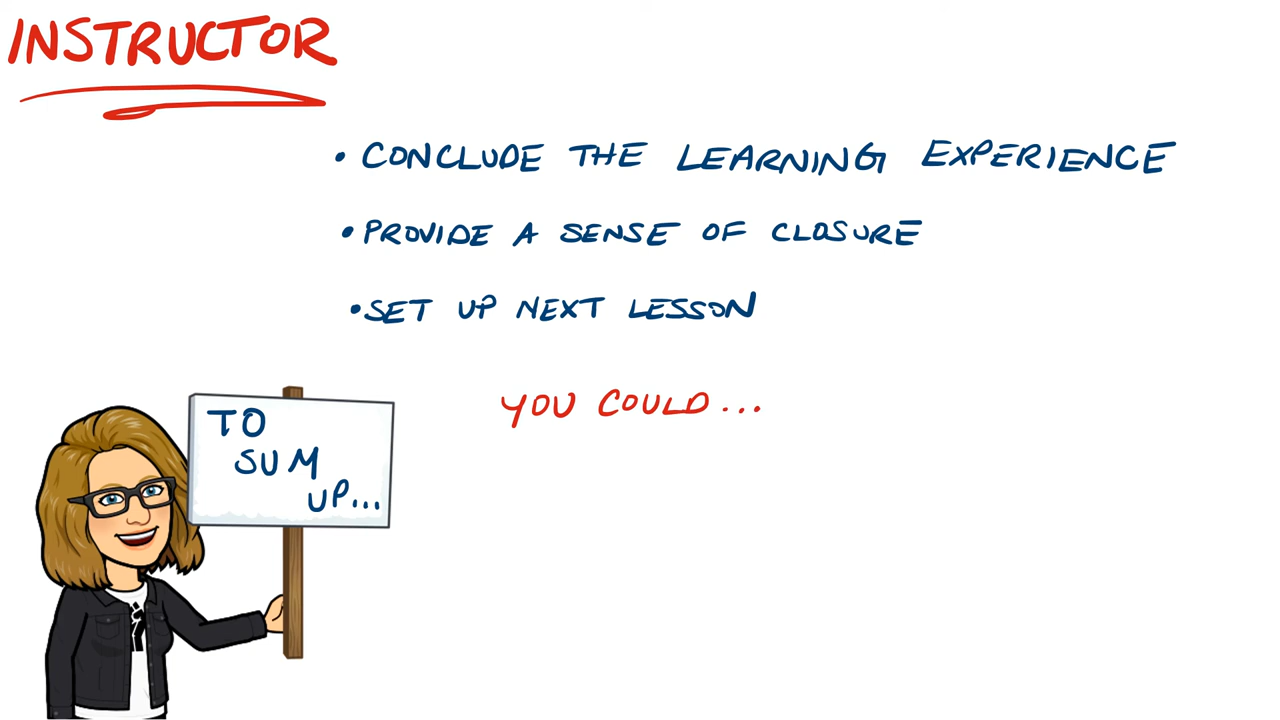 INSTRUCTOR
• CONCLUDE THE LEARNING EXPERIENCE
• PROVIDE A SENSE OF CLOSURE
• SET UP NEXT LESSON
YOU COULD...
TO
SUM
UP...